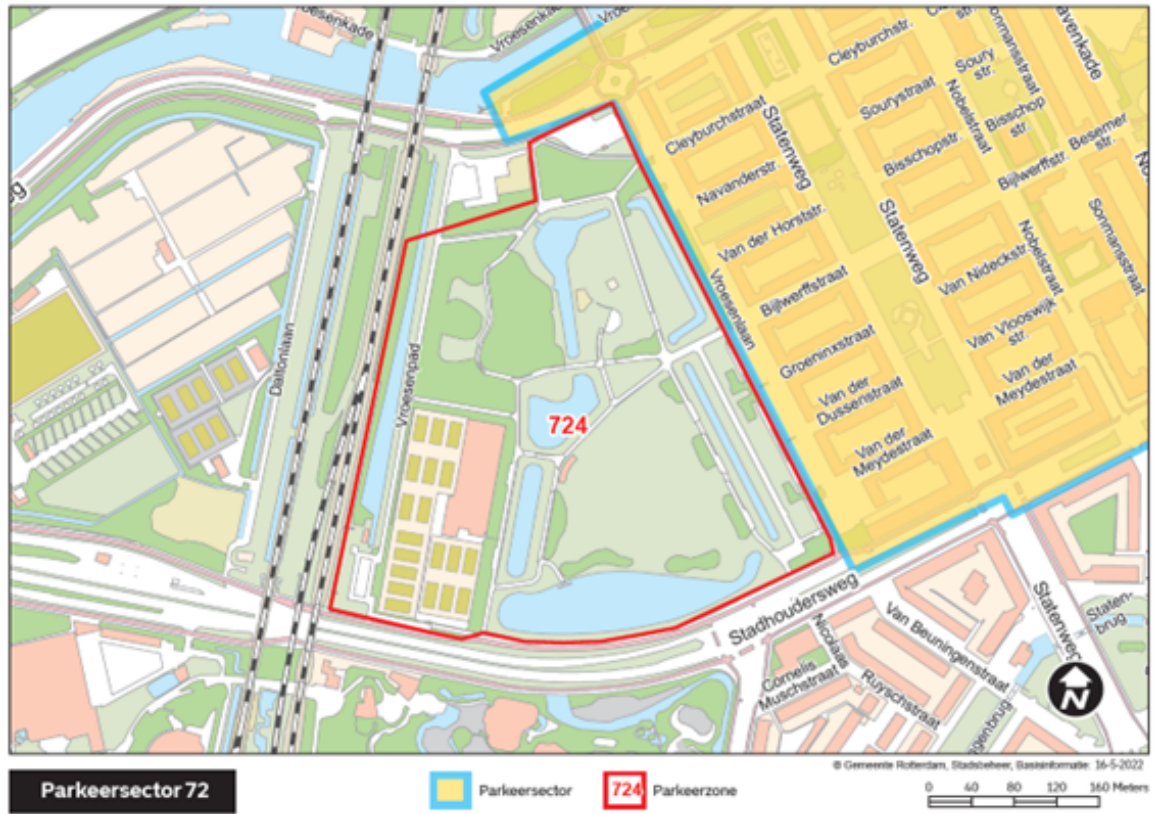 Vroesenkade
Vroesenkade
Cleyburchstr.
Soury
str.
Sourystraat
Nobelstraat
Bisschop
str.
Besemer
str.
Cleyburchstraat
Statenweg
Bisschopstr.
Bijlwerffstr.
Navanderstr.
Van der Horststr.
Statenweg
Sonmansstraat
Nobelstraat
Van Nideckstr.
Vroesenlaan
Bijlwerffstraat
Van Vlooswijk
str.
Groeninxstraat
Van der
Meydestraat
Van der
Dussenstraat
Van der
Meydestraat
Daltonlaan
Vroesenpad
724
Stadhoudersweg
Statenweg
Staten-
brug
Van Beuningenstraat
Nicolaas
Ruyschstraat
Cornelis
Muschstraat
N
© Gemeente Rotterdam, Stadsbeheer, Basisinformatie: 16-5-2022
Parkeersector 72
Parkeersector
724 Parkeerzone
0 40 80 120 160 Meters